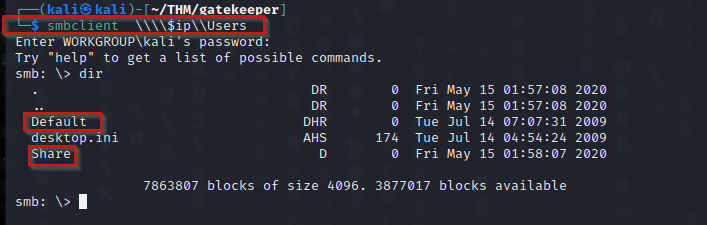 ┌──(kali㉿kali)-[~/THM/gatekeeper]
└─$ smbclient  \\\\$ip\\Users
Enter WORKGROUP\kali's password:
Try "help" to get a list of possible commands.
smb: \> dir
  .                                  DR        0  Fri May 15 01:57:08 2020
  ..                                 DR        0  Fri May 15 01:57:08 2020
  Default                           DHR        0  Tue Jul 14 07:07:31 2009
  desktop.ini                       AHS      174  Tue Jul 14 04:54:24 2009
  Share                               D        0  Fri May 15 01:58:07 2020
                7863807 blocks of size 4096. 3877017 blocks available
smb: \>